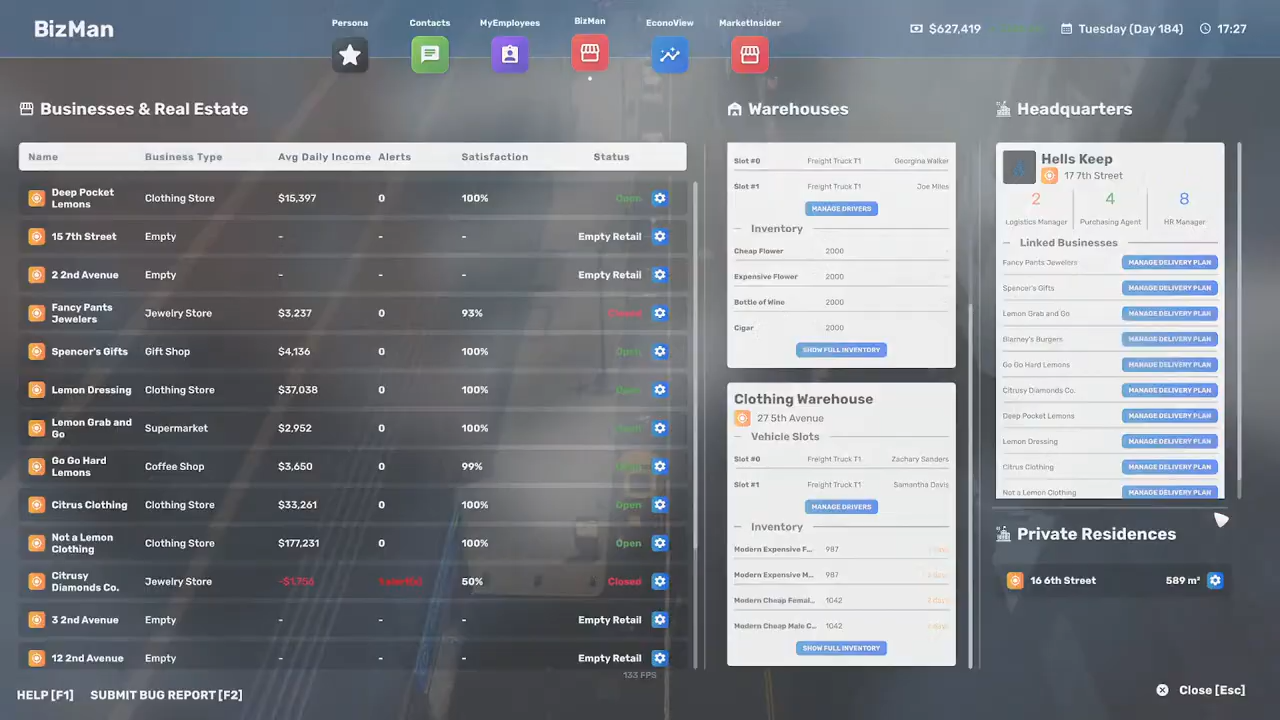 BizMan
Persona
Contacts
MyEmployees
BizMan
EconoView
MarketInsider
$627,419
Tuesday (Day 184)
17:27
Businesses & Real Estate
Name Business Type Avg Daily Income Alerts Satisfaction Status
Deep Pocket
Lemons
Clothing Store $15,397 0 100% Open
15 7th Street Empty - - - Empty Retail
2 2nd Avenue Empty - - - Empty Retail
Fancy Pants
Jewelers
Jewelry Store $3,237 0 93% Closed
Spencer's Gifts Gift Shop $4,136 0 100% Open
Lemon Dressing Clothing Store $37,038 0 100% Open
Lemon Grab and
Go
Supermarket $2,952 0 100% Open
Go Go Hard
Lemons
Coffee Shop $3,650 0 99%
Citrus Clothing Clothing Store $33,261 0 100% Open
Not a Lemon
Clothing
Clothing Store $17,231 0 100% Open
Citrusy
Diamonds Co.
Jewelry Store -$1,756 50% Closed
3 2nd Avenue Empty - - - Empty Retail
12 2nd Avenue Empty - - - Empty Retail
133 FPS
Warehouses
Slot #0 Freight Truck T1 Georgina Walker
Slot #1 Freight Truck T1 Joe Miles
MANAGE DRIVERS
Inventory
Cheap Flower 2000 -
Expensive Flower 2000 -
Bottle of Wine 2000 -
Cigar 2000 -
SHOW FULL INVENTORY
Clothing Warehouse
27 5th Avenue
Vehicle Slots
Slot #0 Freight Truck T1 Zachary Sanders
Slot #1 Freight Truck T1 Samantha Davis
MANAGE DRIVERS
Inventory
Modern Expensive F... 987
Modern Expensive M... 987
Modern Cheap Femal... 1042
Modern Cheap Male C... 1042
SHOW FULL INVENTORY
Headquarters
Hells Keep
17 7th Street
2 4 8
Logistics Manager Purchasing Agent HR Manager
Linked Businesses
Fancy Pants Jewelers MANAGE DELIVERY PLAN
Spencer's Gifts MANAGE DELIVERY PLAN
Lemon Grab and Go MANAGE DELIVERY PLAN
Blarney's Burgers MANAGE DELIVERY PLAN
Go Go Hard Lemons MANAGE DELIVERY PLAN
Citrusy Diamonds Co. MANAGE DELIVERY PLAN
Deep Pocket Lemons MANAGE DELIVERY PLAN
Lemon Dressing MANAGE DELIVERY PLAN
Citrus Clothing MANAGE DELIVERY PLAN
Not a Lemon Clothing MANAGE DELIVERY PLAN
Private Residences
16 6th Street 589 m²
HELP [F1] SUBMIT BUG REPORT [F2]
Close [Esc]